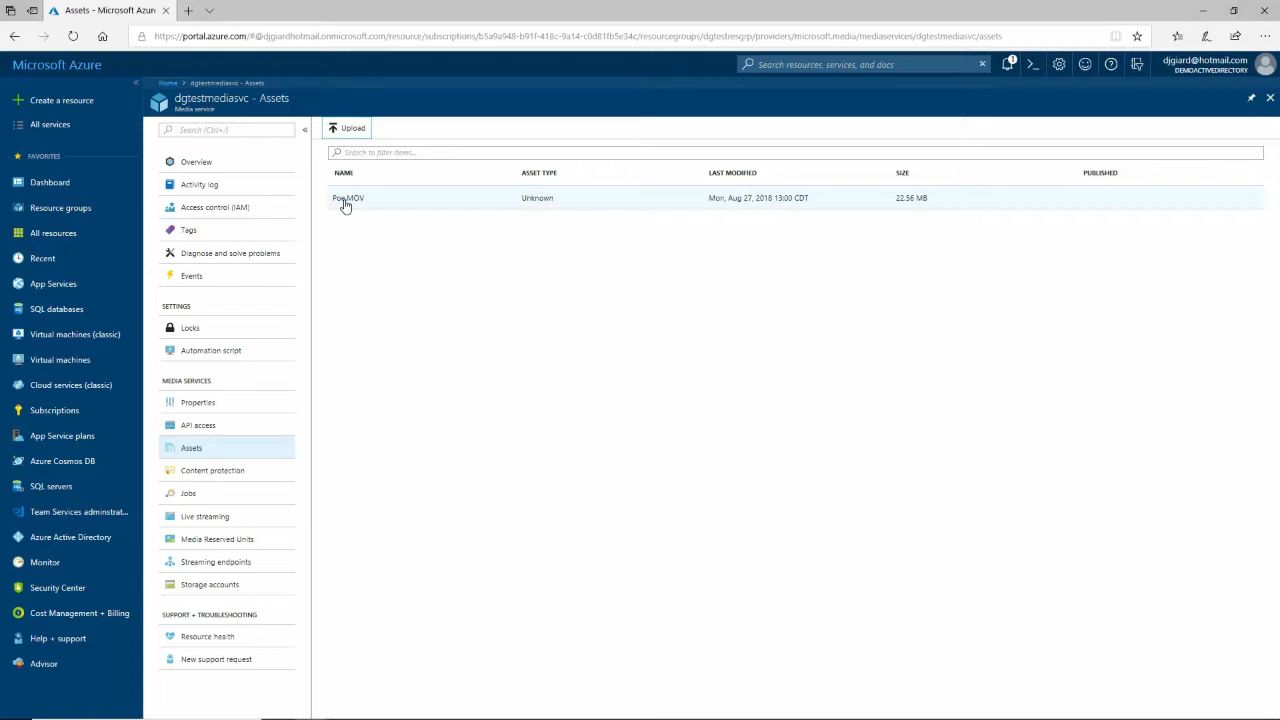 Assets - Microsoft Azur
https://portal.azure.com/#@djgiardhotmail.onmicrosoft.com/resource/subscriptions/b5a9a948-b91f-418c-9a14-c0d81fb5e34c/resourcegroups/dgtestresgrp/providers/microsoft.media/mediaservices/dgtestmediasvc/assets
Microsoft Azure
Search resources, services, and docs
1
djgiard@hotmail.com
DEMOACTIVEDIRECTORY
Create a resource
All services
FAVORITES
Dashboard
Resource groups
All resources
Recent
App Services
SQL databases
Virtual machines (classic)
Virtual machines
Cloud services (classic)
Subscriptions
App Service plans
Azure Cosmos DB
SQL servers
Team Services adminstrat...
Azure Active Directory
Monitor
Security Center
Cost Management + Billing
Help + support
Advisor
Home > dgtestmediasvc - Assets
dgtestmediasvc - Assets
Media service
Search (Ctrl+/)
Overview
Activity log
Access control (IAM)
Tags
Diagnose and solve problems
Events
SETTINGS
Locks
Automation script
MEDIA SERVICES
Properties
API access
Assets
Content protection
Jobs
Live streaming
Media Reserved Units
Streaming endpoints
Storage accounts
SUPPORT + TROUBLESHOOTING
Resource health
New support request
Upload
Search to filter items...
NAME ASSET TYPE LAST MODIFIED SIZE PUBLISHED
Unknown Mon, Aug 27, 2018 13:00 CDT 22.56 MB